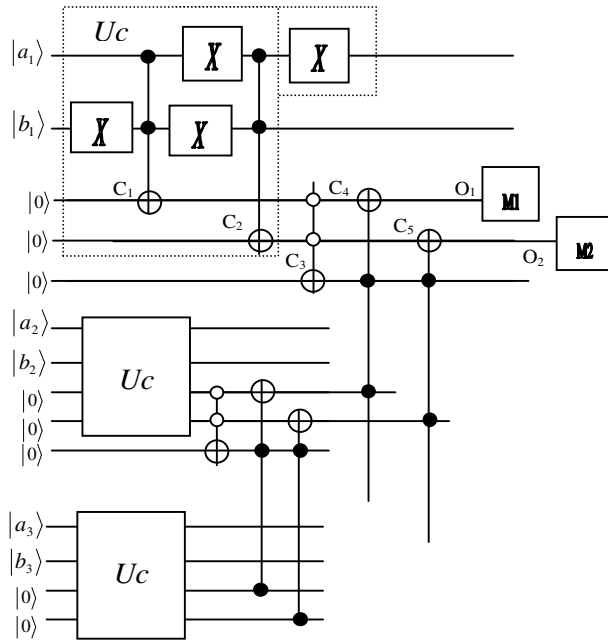 Uc
|a₁⟩ X X
|b₁⟩ X X
|0⟩ C₁ C₄ O₁ M1
|0⟩ C₂ C₅ O₂ M2
|0⟩ C₃
|a₂⟩
|b₂⟩ Uc
|0⟩
|0⟩
|0⟩
|a₃⟩
|b₃⟩ Uc
|0⟩
|0⟩